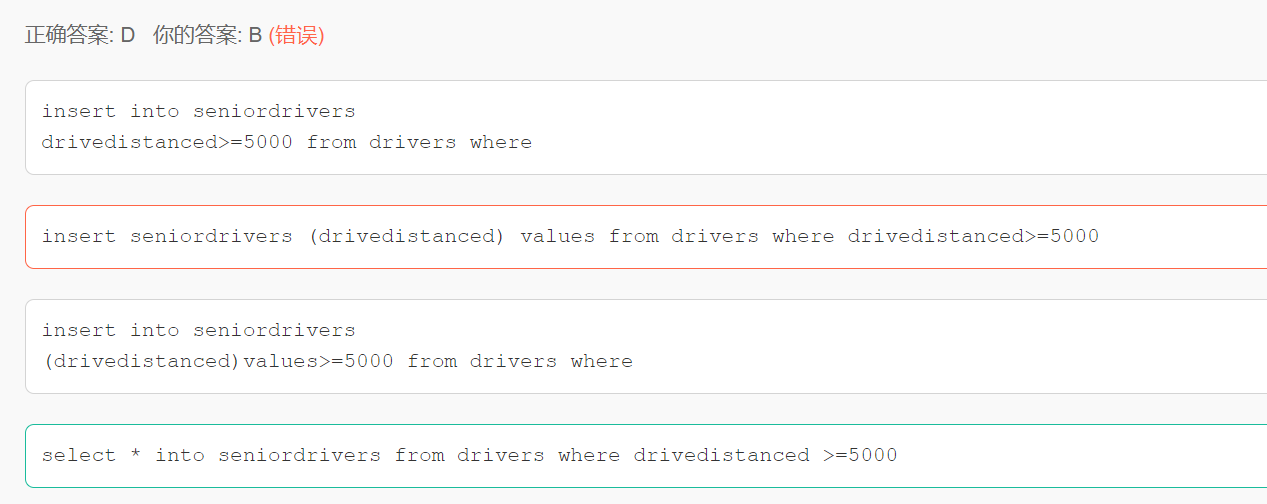 正确答案: D 你的答案: B (错误)
insert into seniordrivers
drivedistanced>=5000 from drivers where
insert seniordrivers (drivedistanced) values from drivers where drivedistanced>=5000
insert into seniordrivers
(drivedistanced)values>=5000 from drivers where
select * into seniordrivers from drivers where drivedistanced >=5000